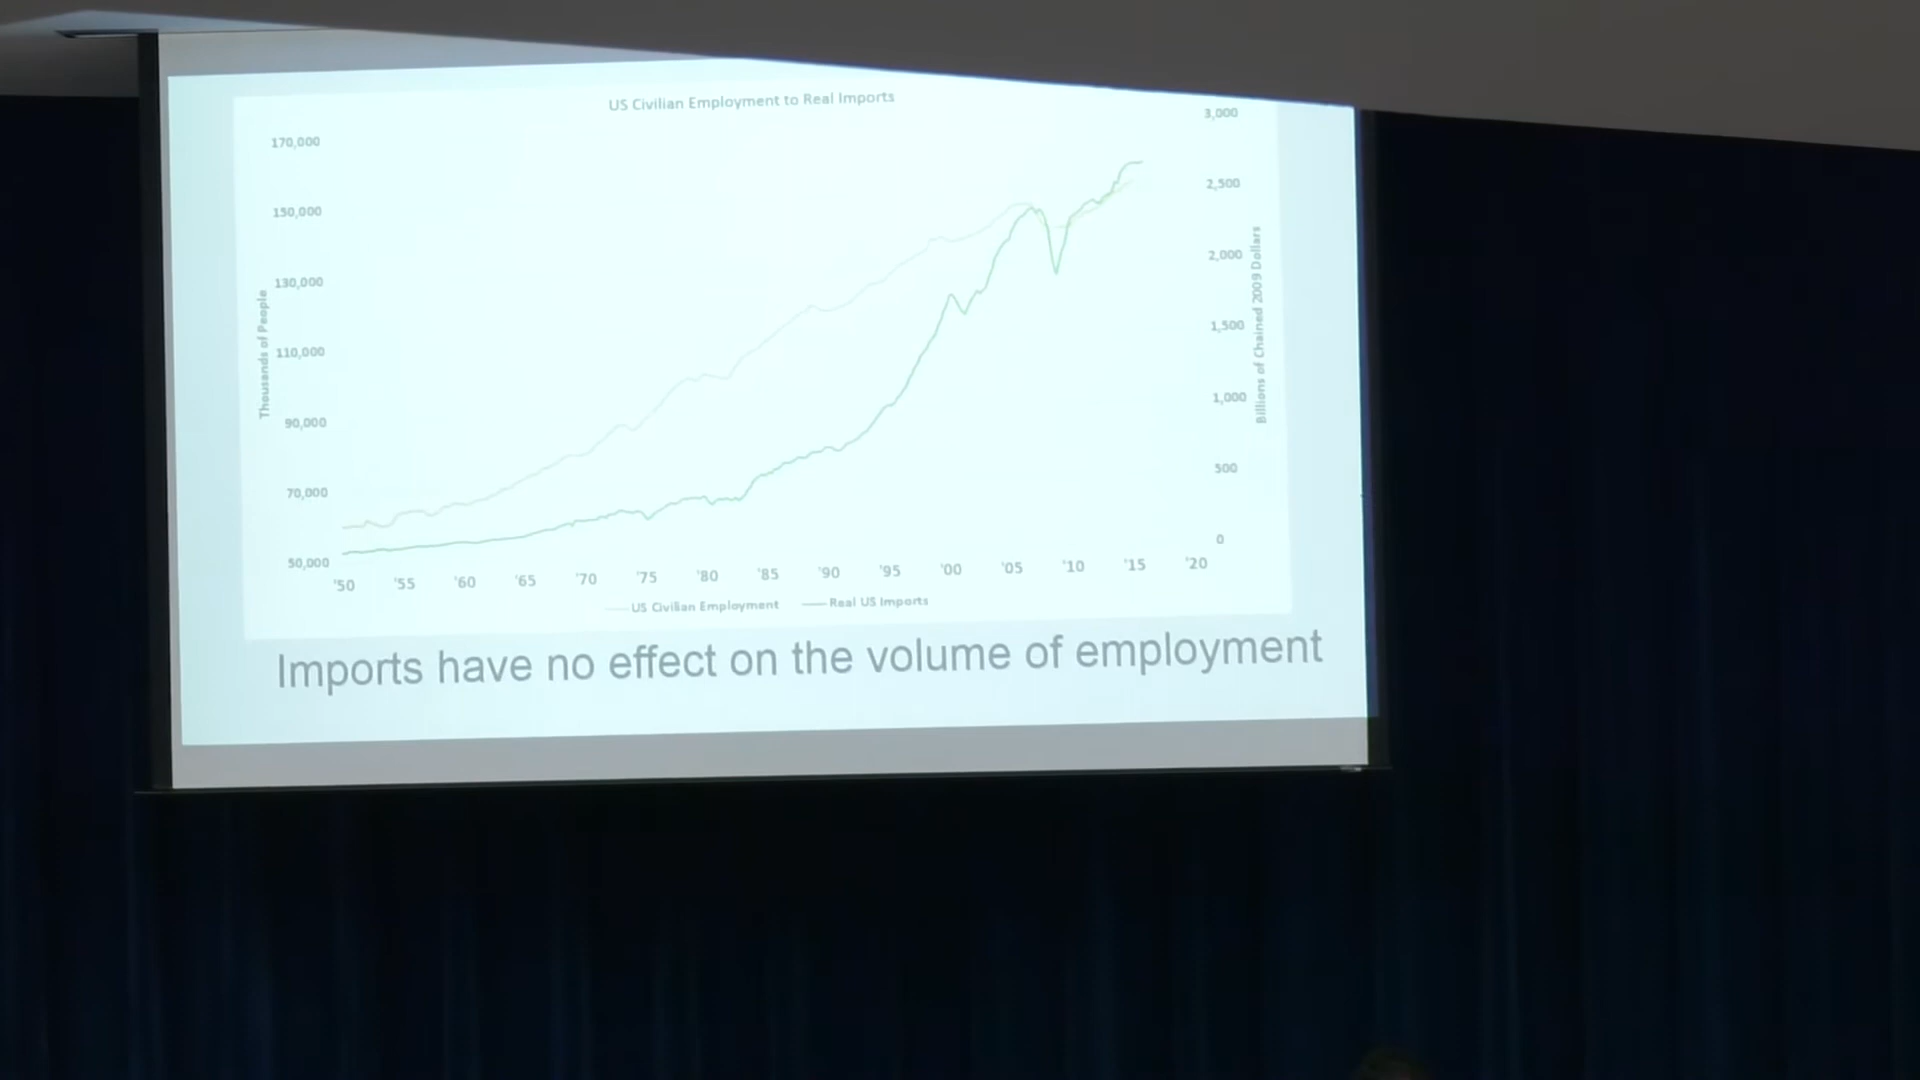 US Civilian Employment to Real Imports
170,000
150,000
130,000
110,000
90,000
70,000
50,000
Thousands of People
3,000
2,500
2,000
1,500
1,000
500
0
Billions of Chained 2009 Dollars
'50 '55 '60 '65 '70 '75 '80 '85 '90 '95 '00 '05 '10 '15 '20
US Civilian Employment Real US Imports
Imports have no effect on the volume of employment